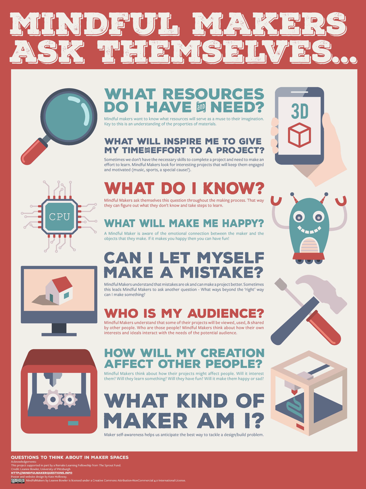 MINDFUL MAKERS
ASK THEMSELVES...
WHAT RESOURCES
DO I HAVE NEED?
Mindful makers want to know what resources will serve as a muse to their imagination.
Key to this is an understanding of the properties of materials.
3D
WHAT WILL INSPIRE ME TO GIVE
MY TIME EFFORT TO A PROJECT?
Sometimes we don't have the necessary skills to complete a project and need to make an
effort to learn. Mindful Makers look for interesting projects that will keep them engaged
and motivated (music, sports, a special cause!).
CPU
WHAT DO I KNOW?
Mindful Makers ask themselves this question throughout the making process. That way
they can figure out what they don't know and take steps to learn.
WHAT WILL MAKE ME HAPPY?
A Mindful Maker is aware of the emotional connection between the maker and the
objects that they make. If it makes you happy then you can have fun!
CAN I LET MYSELF
MAKE A MISTAKE?
Mindful Makers understand that mistakes are ok and can make a project better. Sometimes
this leads Mindful Makers to ask another question - What ways beyond the 'right' way
can I make something?
WHO IS MY AUDIENCE?
Mindful Makers understand that some of their projects will be viewed, used, & shared
by other people. Who are those people? Mindful Makers think about how their own
interests and ideals interact with the needs of the potential audience.
HOW WILL MY CREATION
AFFECT OTHER PEOPLE?
Mindful Makers think about how their projects might affect people. Will it interest
them? Will they learn something? Will they have fun? Will it make them happy or sad?
WHAT KIND OF
MAKER AM I?
Maker self-awareness helps us anticipate the best way to tackle a design/build problem.
QUESTIONS TO THINK ABOUT IN MAKER SPACES